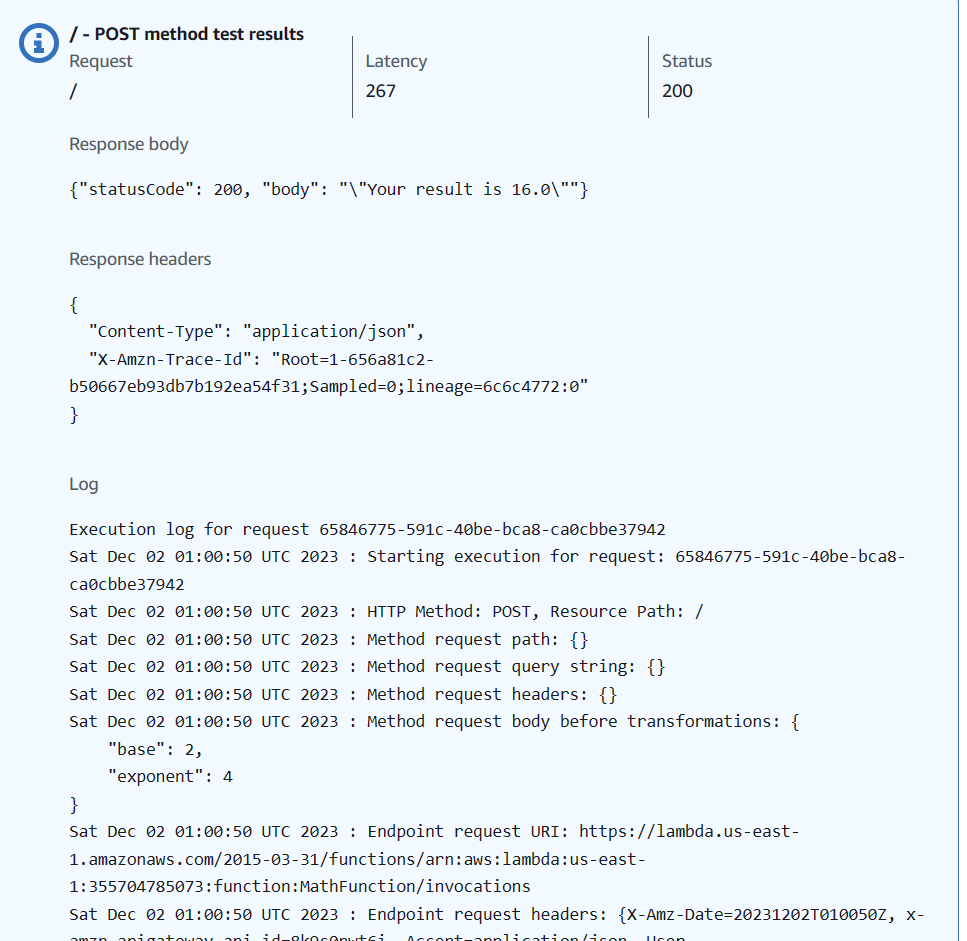 / - POST method test results
Request
/
Latency
267
Status
200
Response body
{"statusCode": 200, "body": "\"Your result is 16.0\""}
Response headers
{
  "Content-Type": "application/json",
  "X-Amzn-Trace-Id": "Root=1-656a81c2-
b50667eb93db7b192ea54f31;Sampled=0;lineage=6c6c4772:0"
}
Log
Execution log for request 65846775-591c-40be-bca8-ca0cbbe37942
Sat Dec 02 01:00:50 UTC 2023 : Starting execution for request: 65846775-591c-40be-bca8-
ca0cbbe37942
Sat Dec 02 01:00:50 UTC 2023 : HTTP Method: POST, Resource Path: /
Sat Dec 02 01:00:50 UTC 2023 : Method request path: {}
Sat Dec 02 01:00:50 UTC 2023 : Method request query string: {}
Sat Dec 02 01:00:50 UTC 2023 : Method request headers: {}
Sat Dec 02 01:00:50 UTC 2023 : Method request body before transformations: {
    "base": 2,
    "exponent": 4
}
Sat Dec 02 01:00:50 UTC 2023 : Endpoint request URI: https://lambda.us-east-
1.amazonaws.com/2015-03-31/functions/arn:aws:lambda:us-east-
1:355704785073:function:MathFunction/invocations
Sat Dec 02 01:00:50 UTC 2023 : Endpoint request headers: {X-Amz-Date=20231202T010050Z, x-
Accept=application/json, User